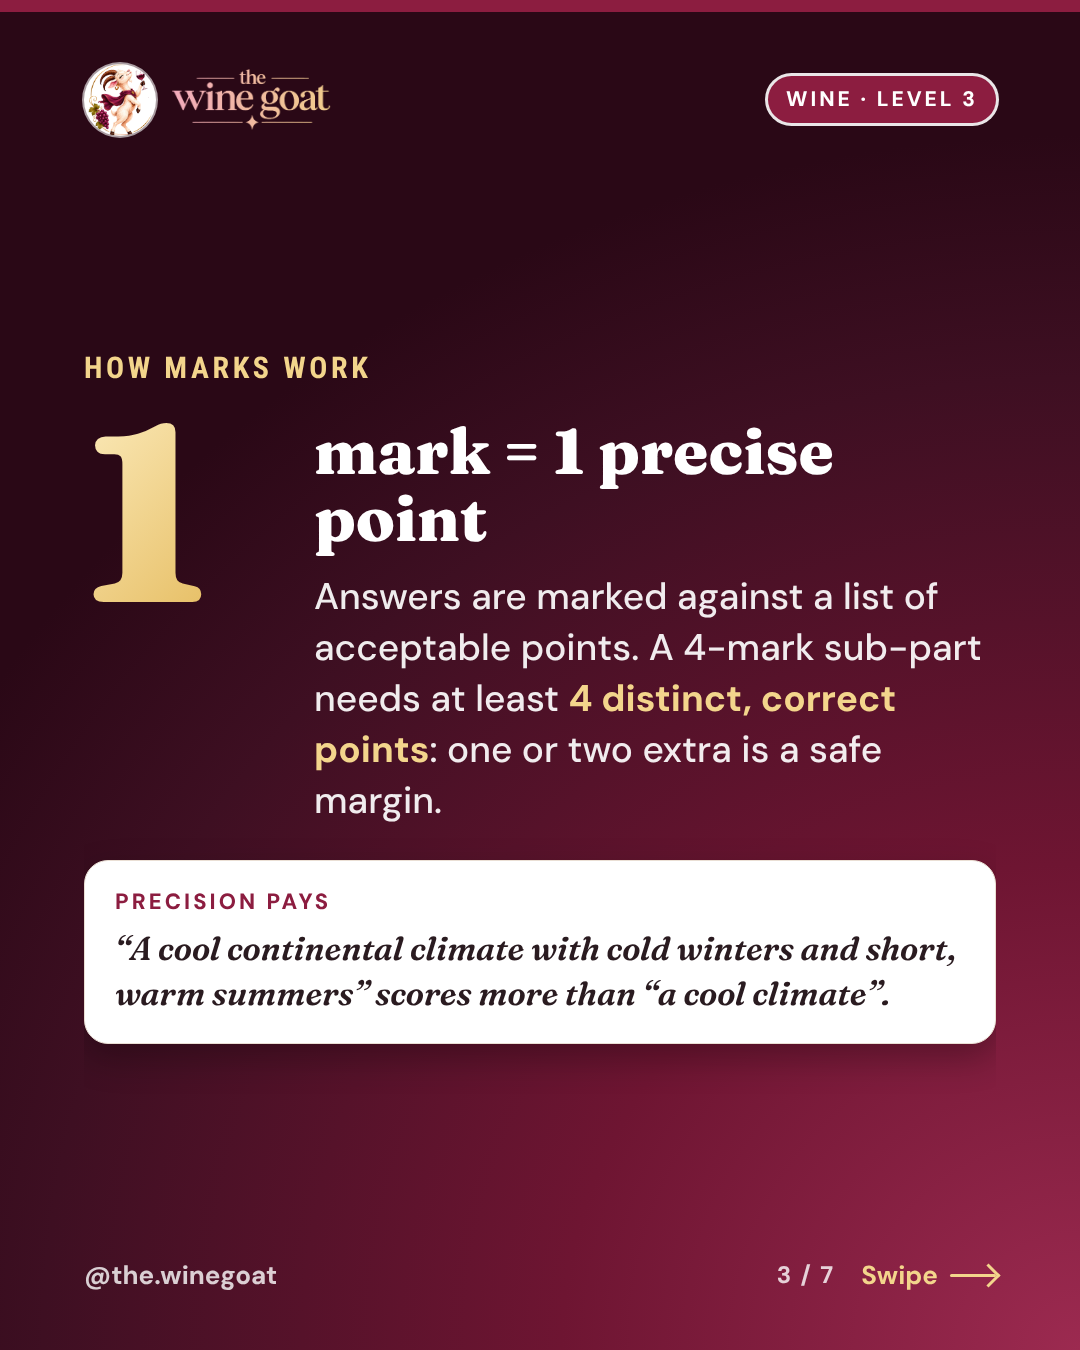 the
wine goat
WINE · LEVEL 3
HOW MARKS WORK
1
mark = 1 precise
point
Answers are marked against a list of
acceptable points. A 4-mark sub-part
needs at least 4 distinct, correct
points: one or two extra is a safe
margin.
PRECISION PAYS
“A cool continental climate with cold winters and short,
warm summers” scores more than “a cool climate”.
@the.winegoat
3 / 7
Swipe